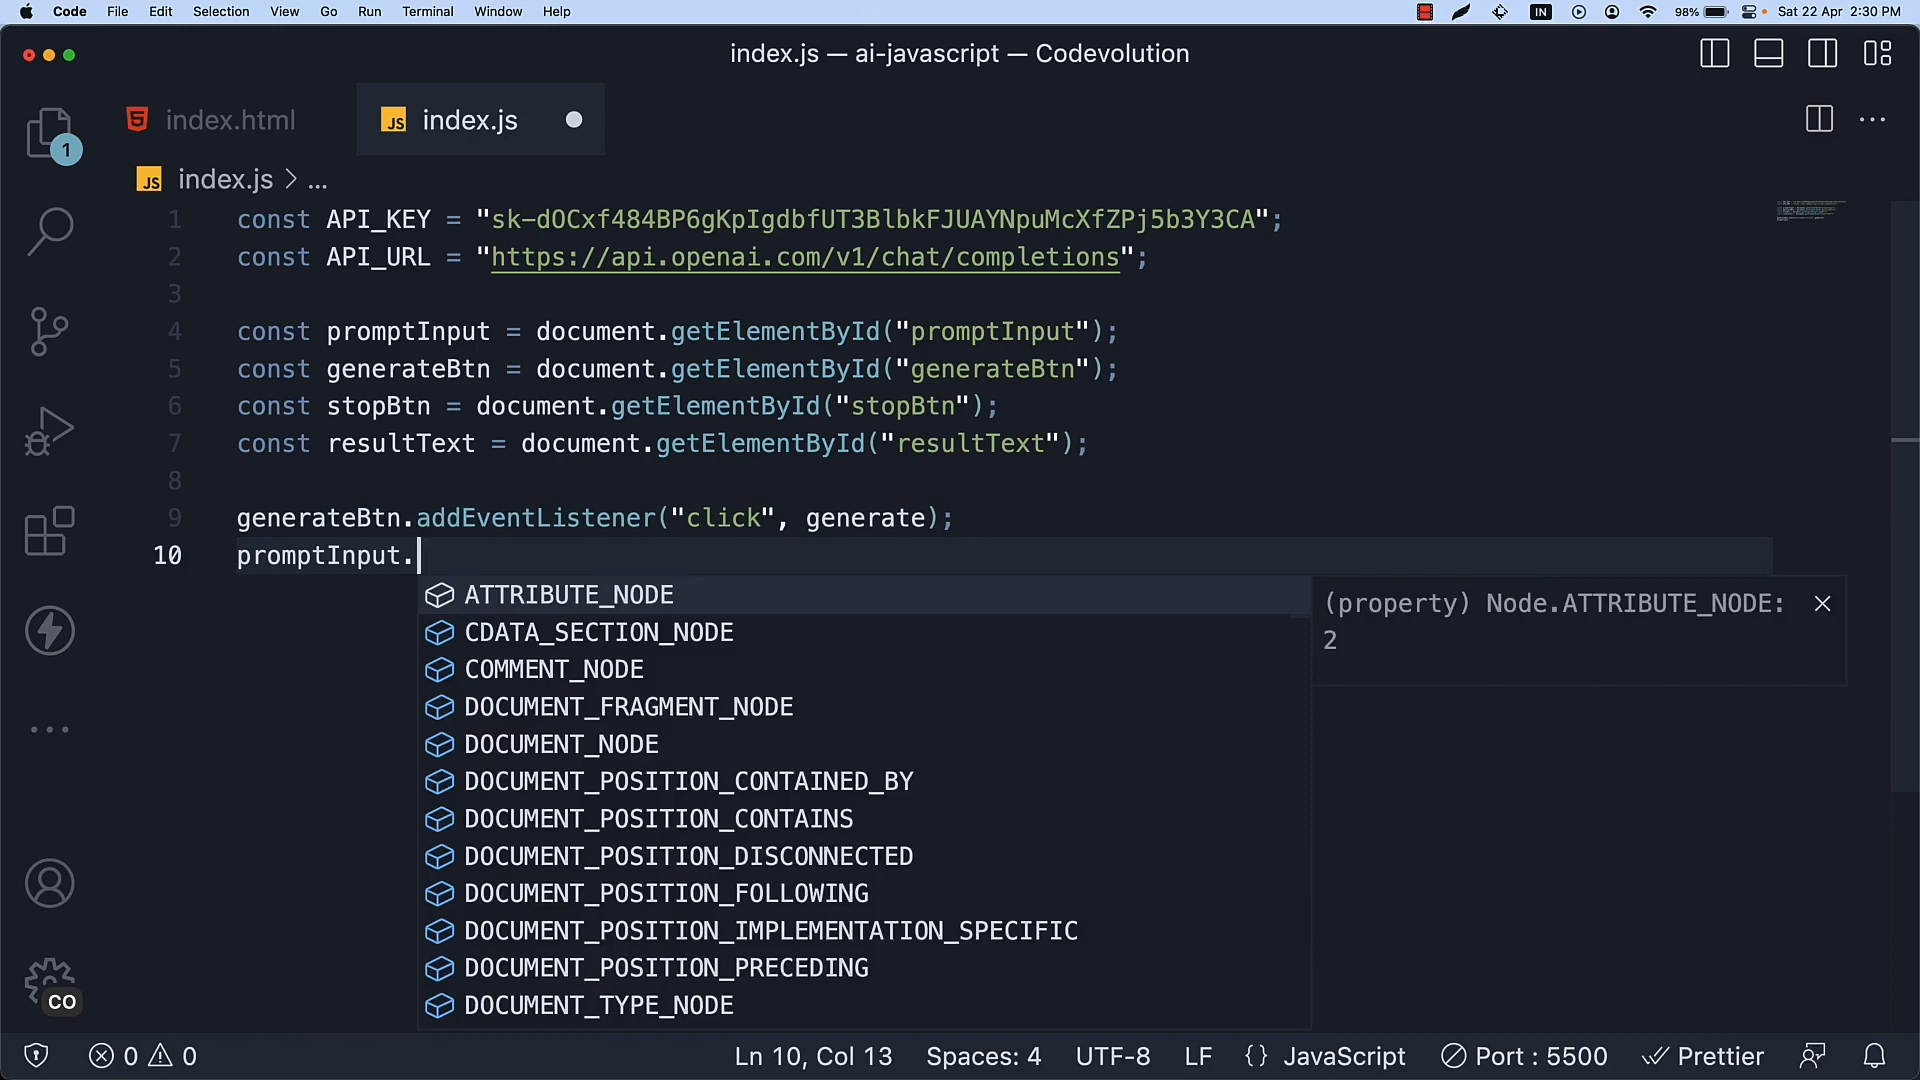 Code File Edit Selection View Go Run Terminal Window Help IN 98% Sat 22 Apr 2:30 PM
index.js — ai-javascript — Codevolution
index.html JS index.js
1
JS index.js > ...
1 const API_KEY = "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";
2 const API_URL = "https://api.openai.com/v1/chat/completions";
3
4 const promptInput = document.getElementById("promptInput");
5 const generateBtn = document.getElementById("generateBtn");
6 const stopBtn = document.getElementById("stopBtn");
7 const resultText = document.getElementById("resultText");
8
9 generateBtn.addEventListener("click", generate);
10 promptInput.
ATTRIBUTE_NODE
(property) Node.ATTRIBUTE_NODE:
2
CDATA_SECTION_NODE
COMMENT_NODE
DOCUMENT_FRAGMENT_NODE
DOCUMENT_NODE
DOCUMENT_POSITION_CONTAINED_BY
DOCUMENT_POSITION_CONTAINS
DOCUMENT_POSITION_DISCONNECTED
DOCUMENT_POSITION_FOLLOWING
DOCUMENT_POSITION_IMPLEMENTATION_SPECIFIC
DOCUMENT_POSITION_PRECEDING
DOCUMENT_TYPE_NODE
CO
0 0 Ln 10, Col 13 Spaces: 4 UTF-8 LF {} JavaScript Port : 5500 Prettier